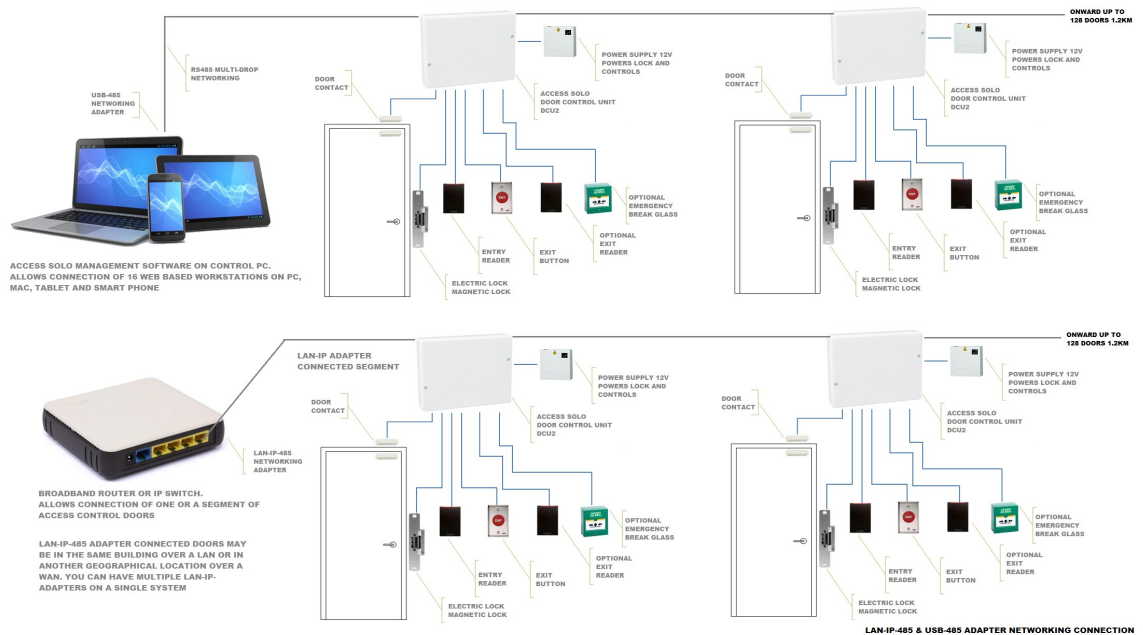 ONWARD UP TO
128 DOORS 1.2KM
POWER SUPPLY 12V
POWERS LOCK AND
CONTROLS
POWER SUPPLY 12V
POWERS LOCK AND
CONTROLS
RS485 MULTI-DROP
NETWORKING
DOOR
CONTACT
ACCESS SOLO
DOOR CONTROL UNIT
DCU2
DOOR
CONTACT
ACCESS SOLO
DOOR CONTROL UNIT
DCU2
USB-485
NETWORING
ADAPTER
EXIT
EXIT
OPTIONAL
EMERGENCY
BREAK GLASS
OPTIONAL
EMERGENCY
BREAK GLASS
OPTIONAL
EXIT
READER
OPTIONAL
EXIT
READER
ENTRY
READER
EXIT
BUTTON
ENTRY
READER
EXIT
BUTTON
ELECTRIC LOCK
MAGNETIC LOCK
ELECTRIC LOCK
MAGNETIC LOCK
ACCESS SOLO MANAGEMENT SOFTWARE ON CONTROL PC.
ALLOWS CONNECTION OF 16 WEB BASED WORKSTATIONS ON PC,
MAC, TABLET AND SMART PHONE
ONWARD UP TO
128 DOORS 1.2KM
LAN-IP ADAPTER
CONNECTED SEGMENT
POWER SUPPLY 12V
POWERS LOCK AND
CONTROLS
POWER SUPPLY 12V
POWERS LOCK AND
CONTROLS
DOOR
CONTACT
ACCESS SOLO
DOOR CONTROL UNIT
DCU2
DOOR
CONTACT
ACCESS SOLO
DOOR CONTROL UNIT
DCU2
LAN-IP-485
NETWORKING
ADAPTER
BROADBAND ROUTER OR IP SWITCH.
ALLOWS CONNECTION OF ONE OR A SEGMENT OF
ACCESS CONTROL DOORS
LAN-IP-485 ADAPTER CONNECTED DOORS MAY
BE IN THE SAME BUILDING OVER A LAN OR IN
ANOTHER GEOGRAPHICAL LOCATION OVER A
WAN. YOU CAN HAVE MULTIPLE LAN-IP-
ADAPTERS ON A SINGLE SYSTEM
EXIT
EXIT
OPTIONAL
EMERGENCY
BREAK GLASS
OPTIONAL
EMERGENCY
BREAK GLASS
OPTIONAL
EXIT
READER
OPTIONAL
EXIT
READER
ENTRY
READER
EXIT
BUTTON
ENTRY
READER
EXIT
BUTTON
ELECTRIC LOCK
MAGNETIC LOCK
ELECTRIC LOCK
MAGNETIC LOCK
LAN-IP-485 & USB-485 ADAPTER NETWORKING CONNECTION